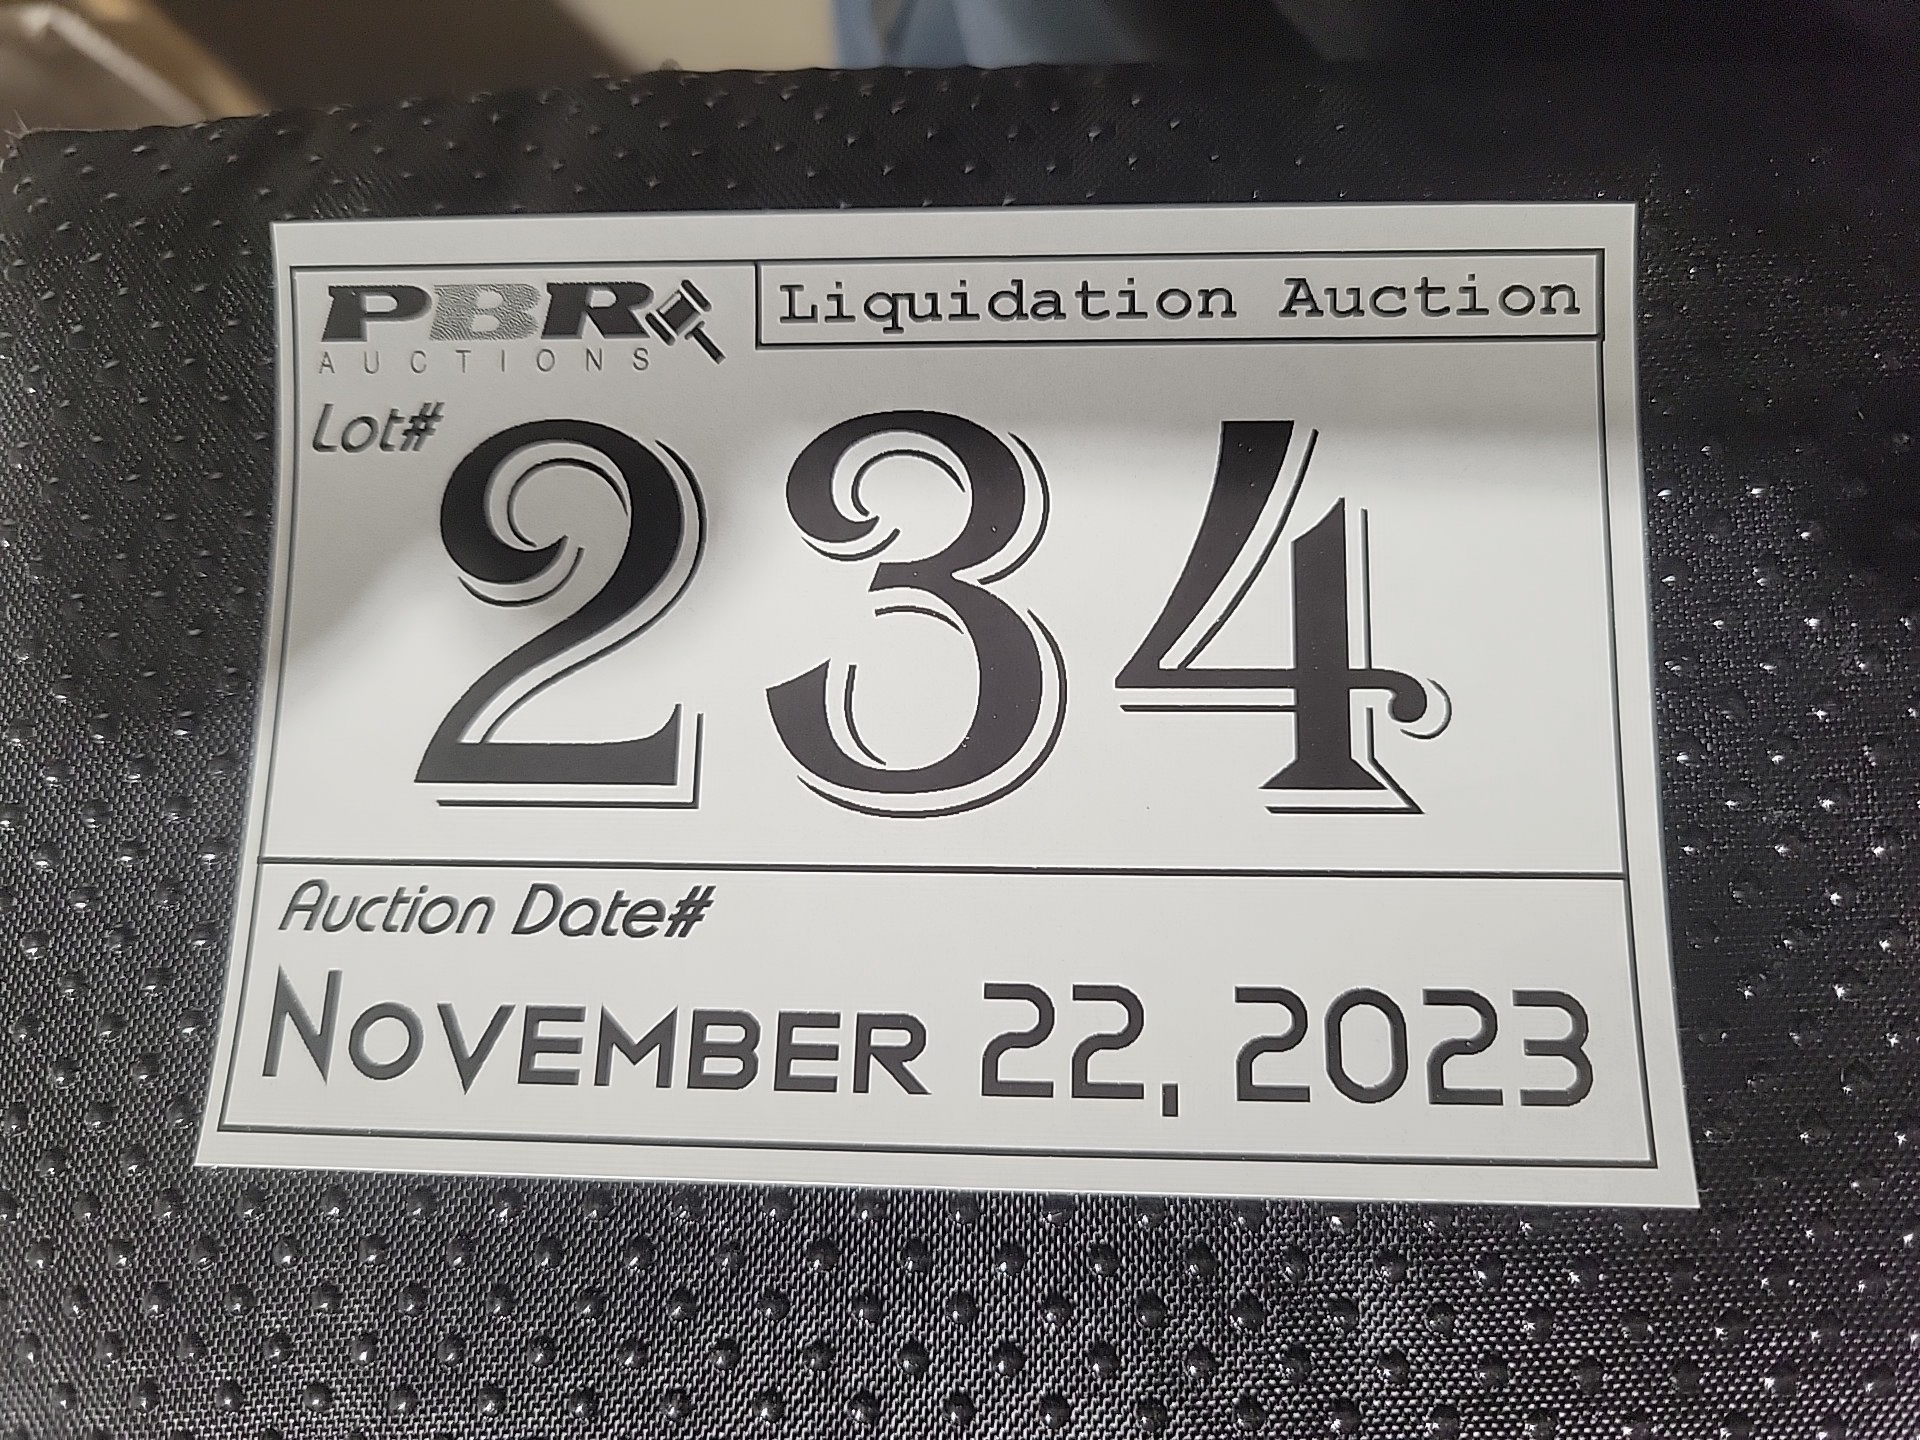 PBR
AUCTIONS
Liquidation Auction
Lot#
234
Auction Date#
November 22, 2023